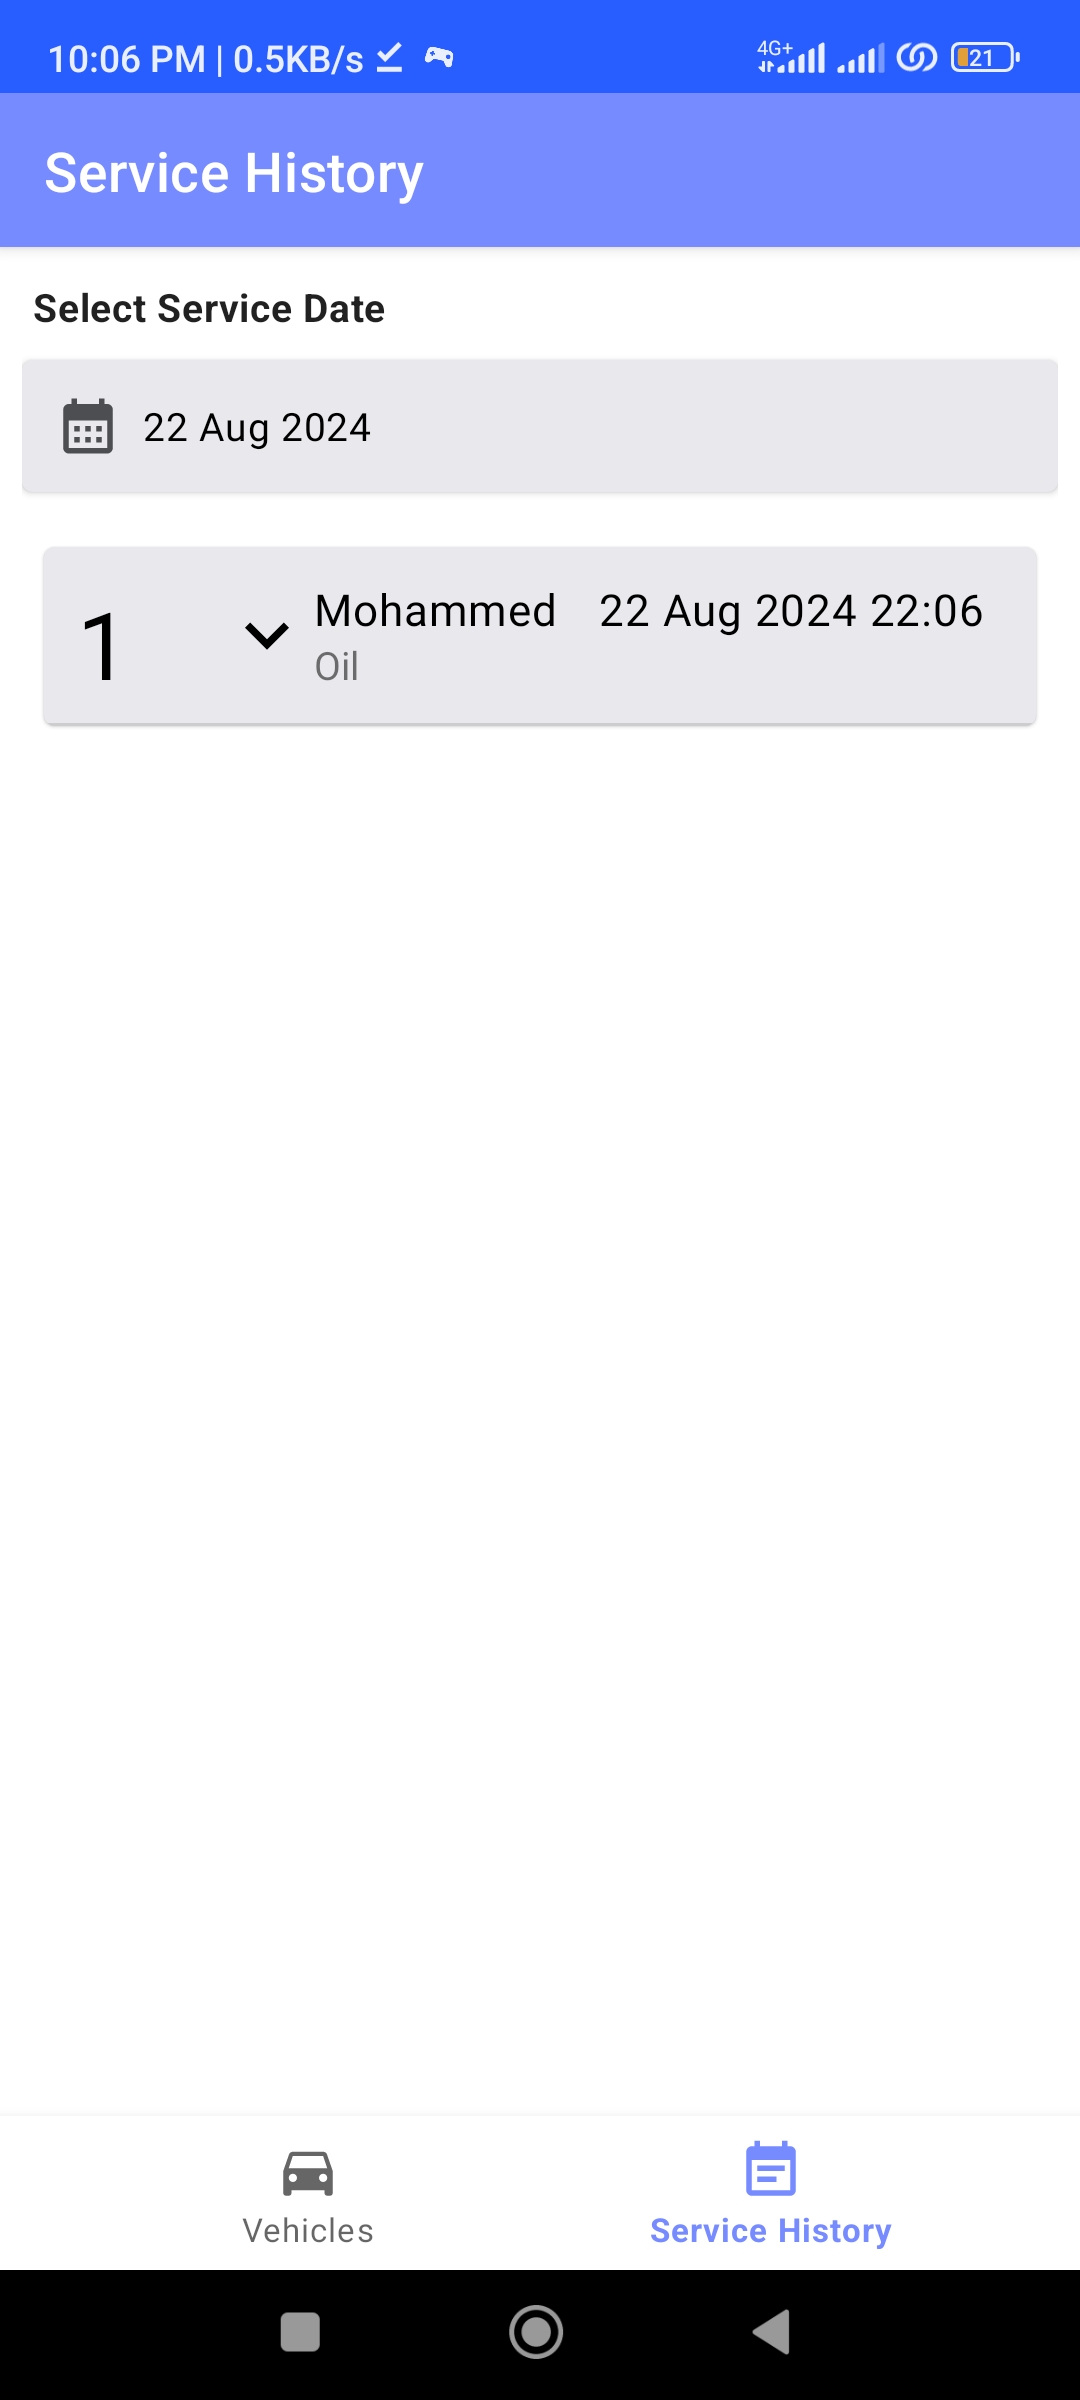 10:06 PM | 0.5KB/s 4G+ 21
Service History
Select Service Date
22 Aug 2024
1 Mohammed 22 Aug 2024 22:06
Oil
Vehicles Service History